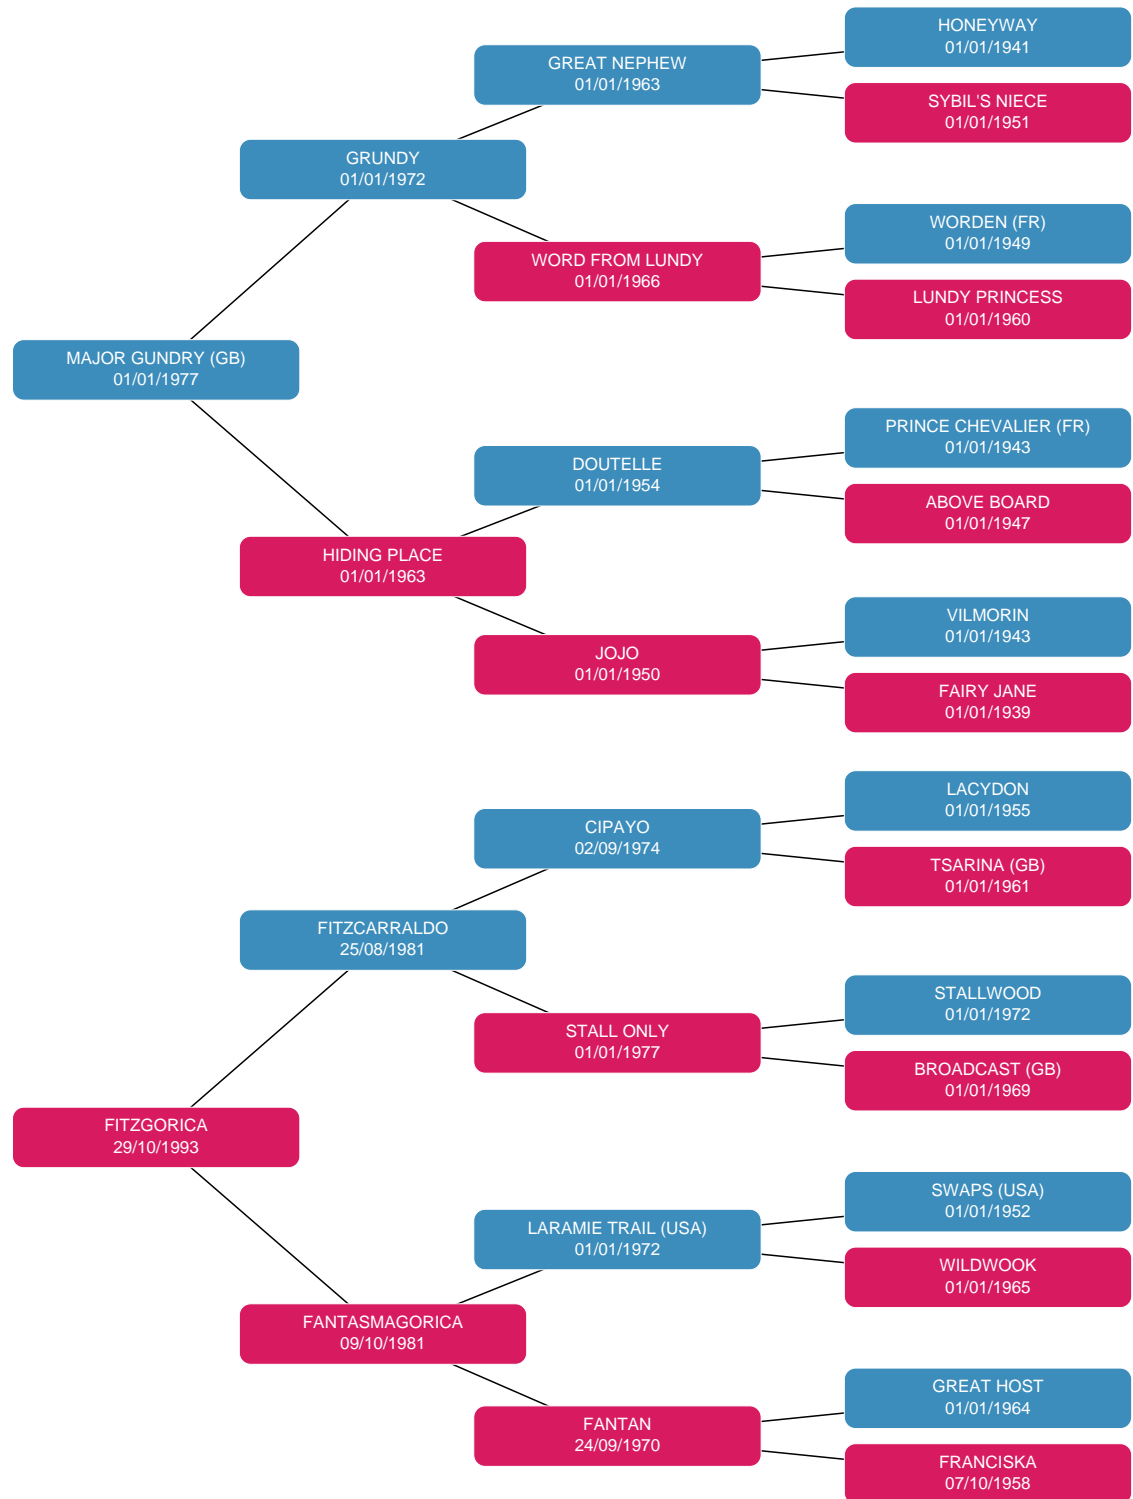 HONEYWAY
01/01/1941
GREAT NEPHEW
01/01/1963
SYBIL'S NIECE
01/01/1951
GRUNDY
01/01/1972
WORDEN (FR)
01/01/1949
WORD FROM LUNDY
01/01/1966
LUNDY PRINCESS
01/01/1960
MAJOR GUNDRY (GB)
01/01/1977
PRINCE CHEVALIER (FR)
01/01/1943
DOUTELLE
01/01/1954
ABOVE BOARD
01/01/1947
HIDING PLACE
01/01/1963
VILMORIN
01/01/1943
JOJO
01/01/1950
FAIRY JANE
01/01/1939
LACYDON
01/01/1955
CIPAYO
02/09/1974
TSARINA (GB)
01/01/1961
FITZCARRALDO
25/08/1981
STALLWOOD
01/01/1972
STALL ONLY
01/01/1977
BROADCAST (GB)
01/01/1969
FITZGORICA
29/10/1993
SWAPS (USA)
01/01/1952
LARAMIE TRAIL (USA)
01/01/1972
WILDWOOK
01/01/1965
FANTASMAGORICA
09/10/1981
GREAT HOST
01/01/1964
FANTAN
24/09/1970
FRANCISKA
07/10/1958